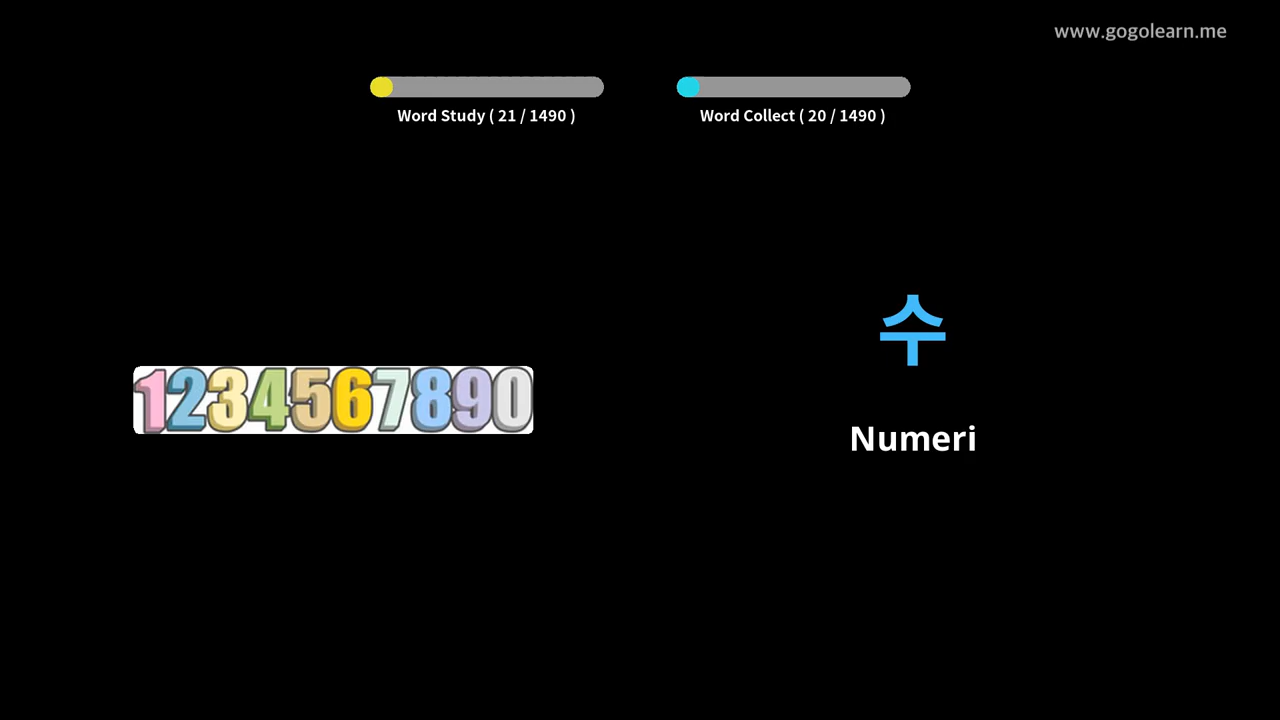 www.gogolearn.me
Word Study ( 21 / 1490 )
Word Collect ( 20 / 1490 )
1234567890
수
Numeri